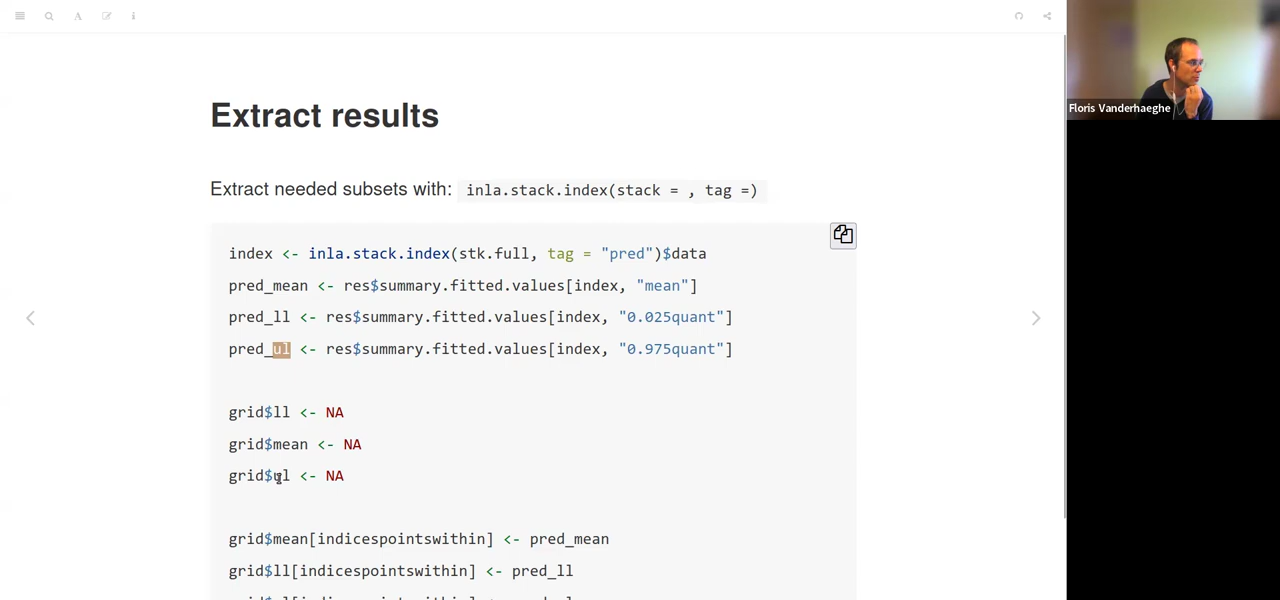 Extract results
Extract needed subsets with: inla.stack.index(stack = , tag =)
index <- inla.stack.index(stk.full, tag = "pred")$data
pred_mean <- res$summary.fitted.values[index, "mean"]
pred_ll <- res$summary.fitted.values[index, "0.025quant"]
pred_ul <- res$summary.fitted.values[index, "0.975quant"]
grid$ll <- NA
grid$mean <- NA
grid$ul <- NA
grid$mean[indicespointswithin] <- pred_mean
grid$ll[indicespointswithin] <- pred_ll
Floris Vanderhaeghe